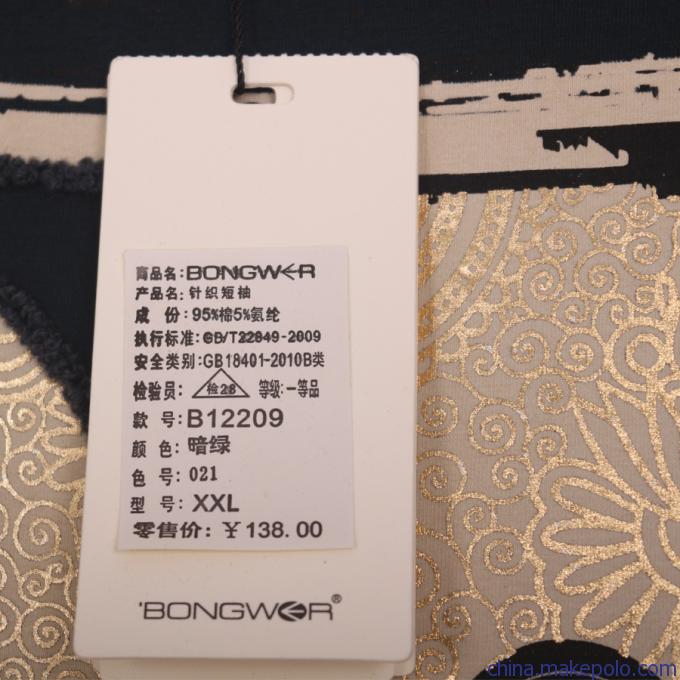 商品名: BONGWER
产品名: 针织短袖
成 份: 95%棉5%氨纶
执行标准: GB/T22849-2009
安全类别: GB18401-2010B类
检验员: 检28 等级: 一等品
款 号: B12209
颜 色: 暗绿
色 号: 021
型 号: XXL
零售价: ¥138.00
'BONGWER®
china.makepolo.com